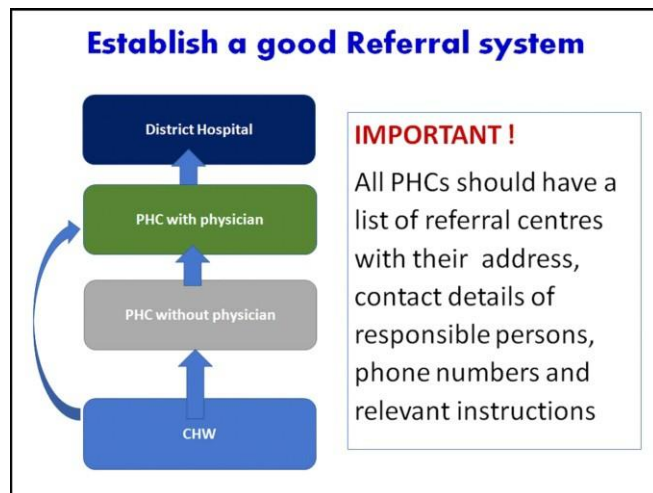 Establish a good Referral system
District Hospital
PHC with physician
PHC without physician
CHW
IMPORTANT !
All PHCs should have a
list of referral centres
with their address,
contact details of
responsible persons,
phone numbers and
relevant instructions